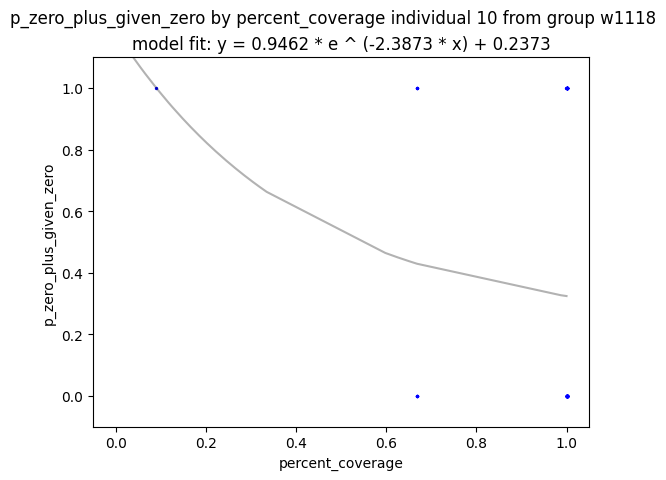 p_zero_plus_given_zero by percent_coverage individual 10 from group w1118
model fit: y = 0.9462 * e ^ (-2.3873 * x) + 0.2373
1.0
0.8
0.6
0.4
0.2
0.0
p_zero_plus_given_zero
0.0 0.2 0.4 0.6 0.8 1.0
percent_coverage